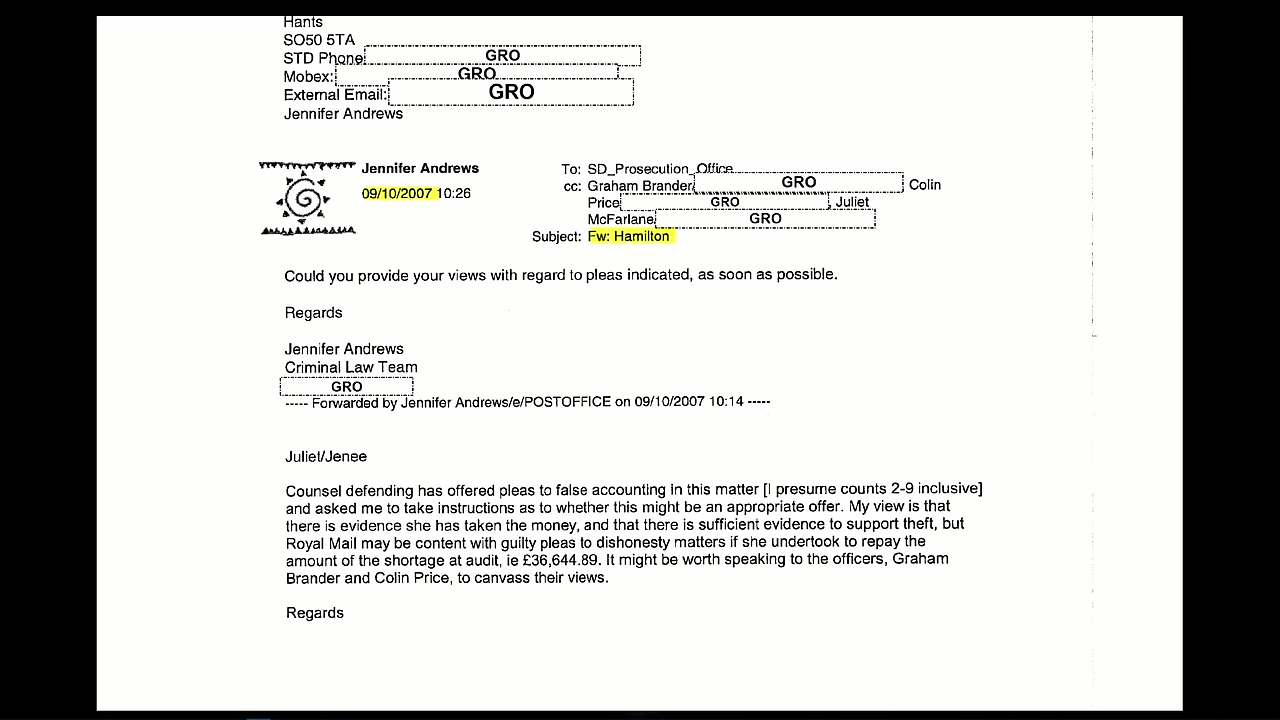 Hants
SO50 5TA
STD Phone: GRO
Mobex: GRO
External Email: GRO
Jennifer Andrews
Jennifer Andrews
09/10/2007 10:26
To: SD_Prosecution_Office
cc: Graham Brander GRO Colin
Price GRO , Juliet
McFarlane GRO
Subject: Fw: Hamilton
Could you provide your views with regard to pleas indicated, as soon as possible.
Regards
Jennifer Andrews
Criminal Law Team
GRO
----- Forwarded by Jennifer Andrews/e/POSTOFFICE on 09/10/2007 10:14 -----
Juliet/Jenee
Counsel defending has offered pleas to false accounting in this matter [I presume counts 2-9 inclusive]
and asked me to take instructions as to whether this might be an appropriate offer. My view is that
there is evidence she has taken the money, and that there is sufficient evidence to support theft, but
Royal Mail may be content with guilty pleas to dishonesty matters if she undertook to repay the
amount of the shortage at audit, ie £36,644.89. It might be worth speaking to the officers, Graham
Brander and Colin Price, to canvass their views.
Regards